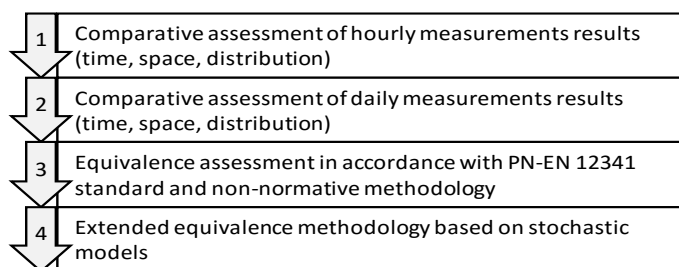 1
Comparative assessment of hourly measurements results
(time, space, distribution)
2
Comparative assessment of daily measurements results
(time, space, distribution)
3
Equivalence assessment in accordance with PN-EN 12341
standard and non-normative methodology
4
Extended equivalence methodology based on stochastic
models